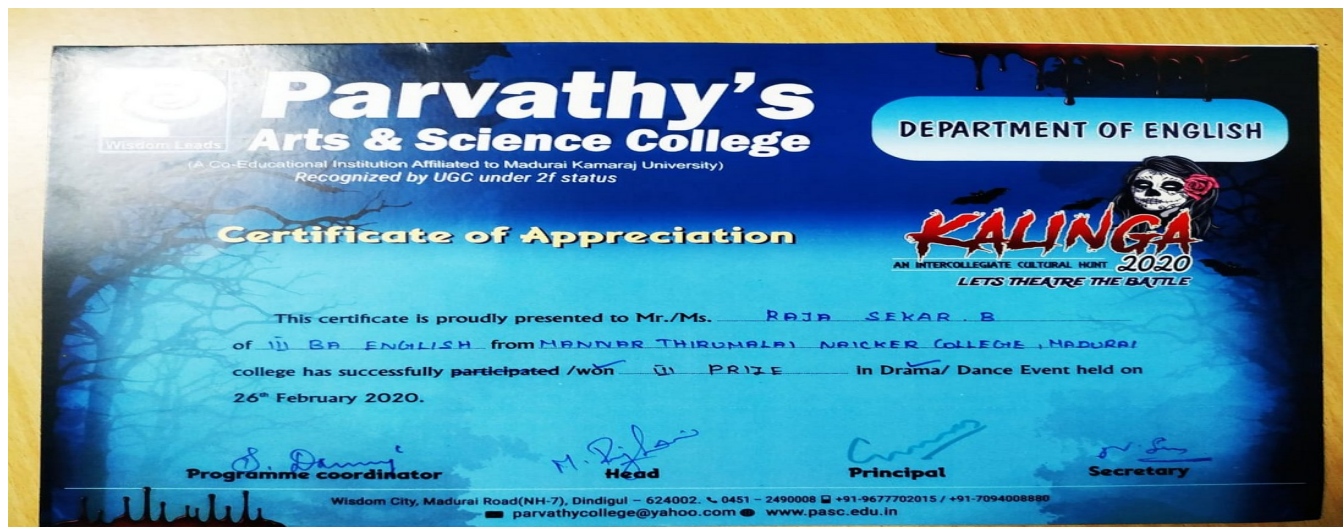 Parvathy's
Arts & Science College
Wisdom Leads
(A Co-Educational Institution Affiliated to Madurai Kamaraj University)
Recognized by UGC under 2f status
DEPARTMENT OF ENGLISH
KALINGA
AN INTERCOLLEGIATE CULTURAL HUNT 2020
LETS THEATRE THE BATTLE
Certificate of Appreciation
This certificate is proudly presented to Mr./Ms. RAJA SEKAR. B
of III BA ENGLISH from MANNAR THIRUMALAI NAICKER COLLEGE, MADURAI
college has successfully participated /won III PRIZE in Drama/ Dance Event held on
26th February 2020.
Programme coordinator Head Principal Secretary
Wisdom City, Madurai Road(NH-7), Dindigul – 624002. 0451 – 2490008 +91-9677702015 / +91-7094008880
parvathycollege@yahoo.com www.pasc.edu.in